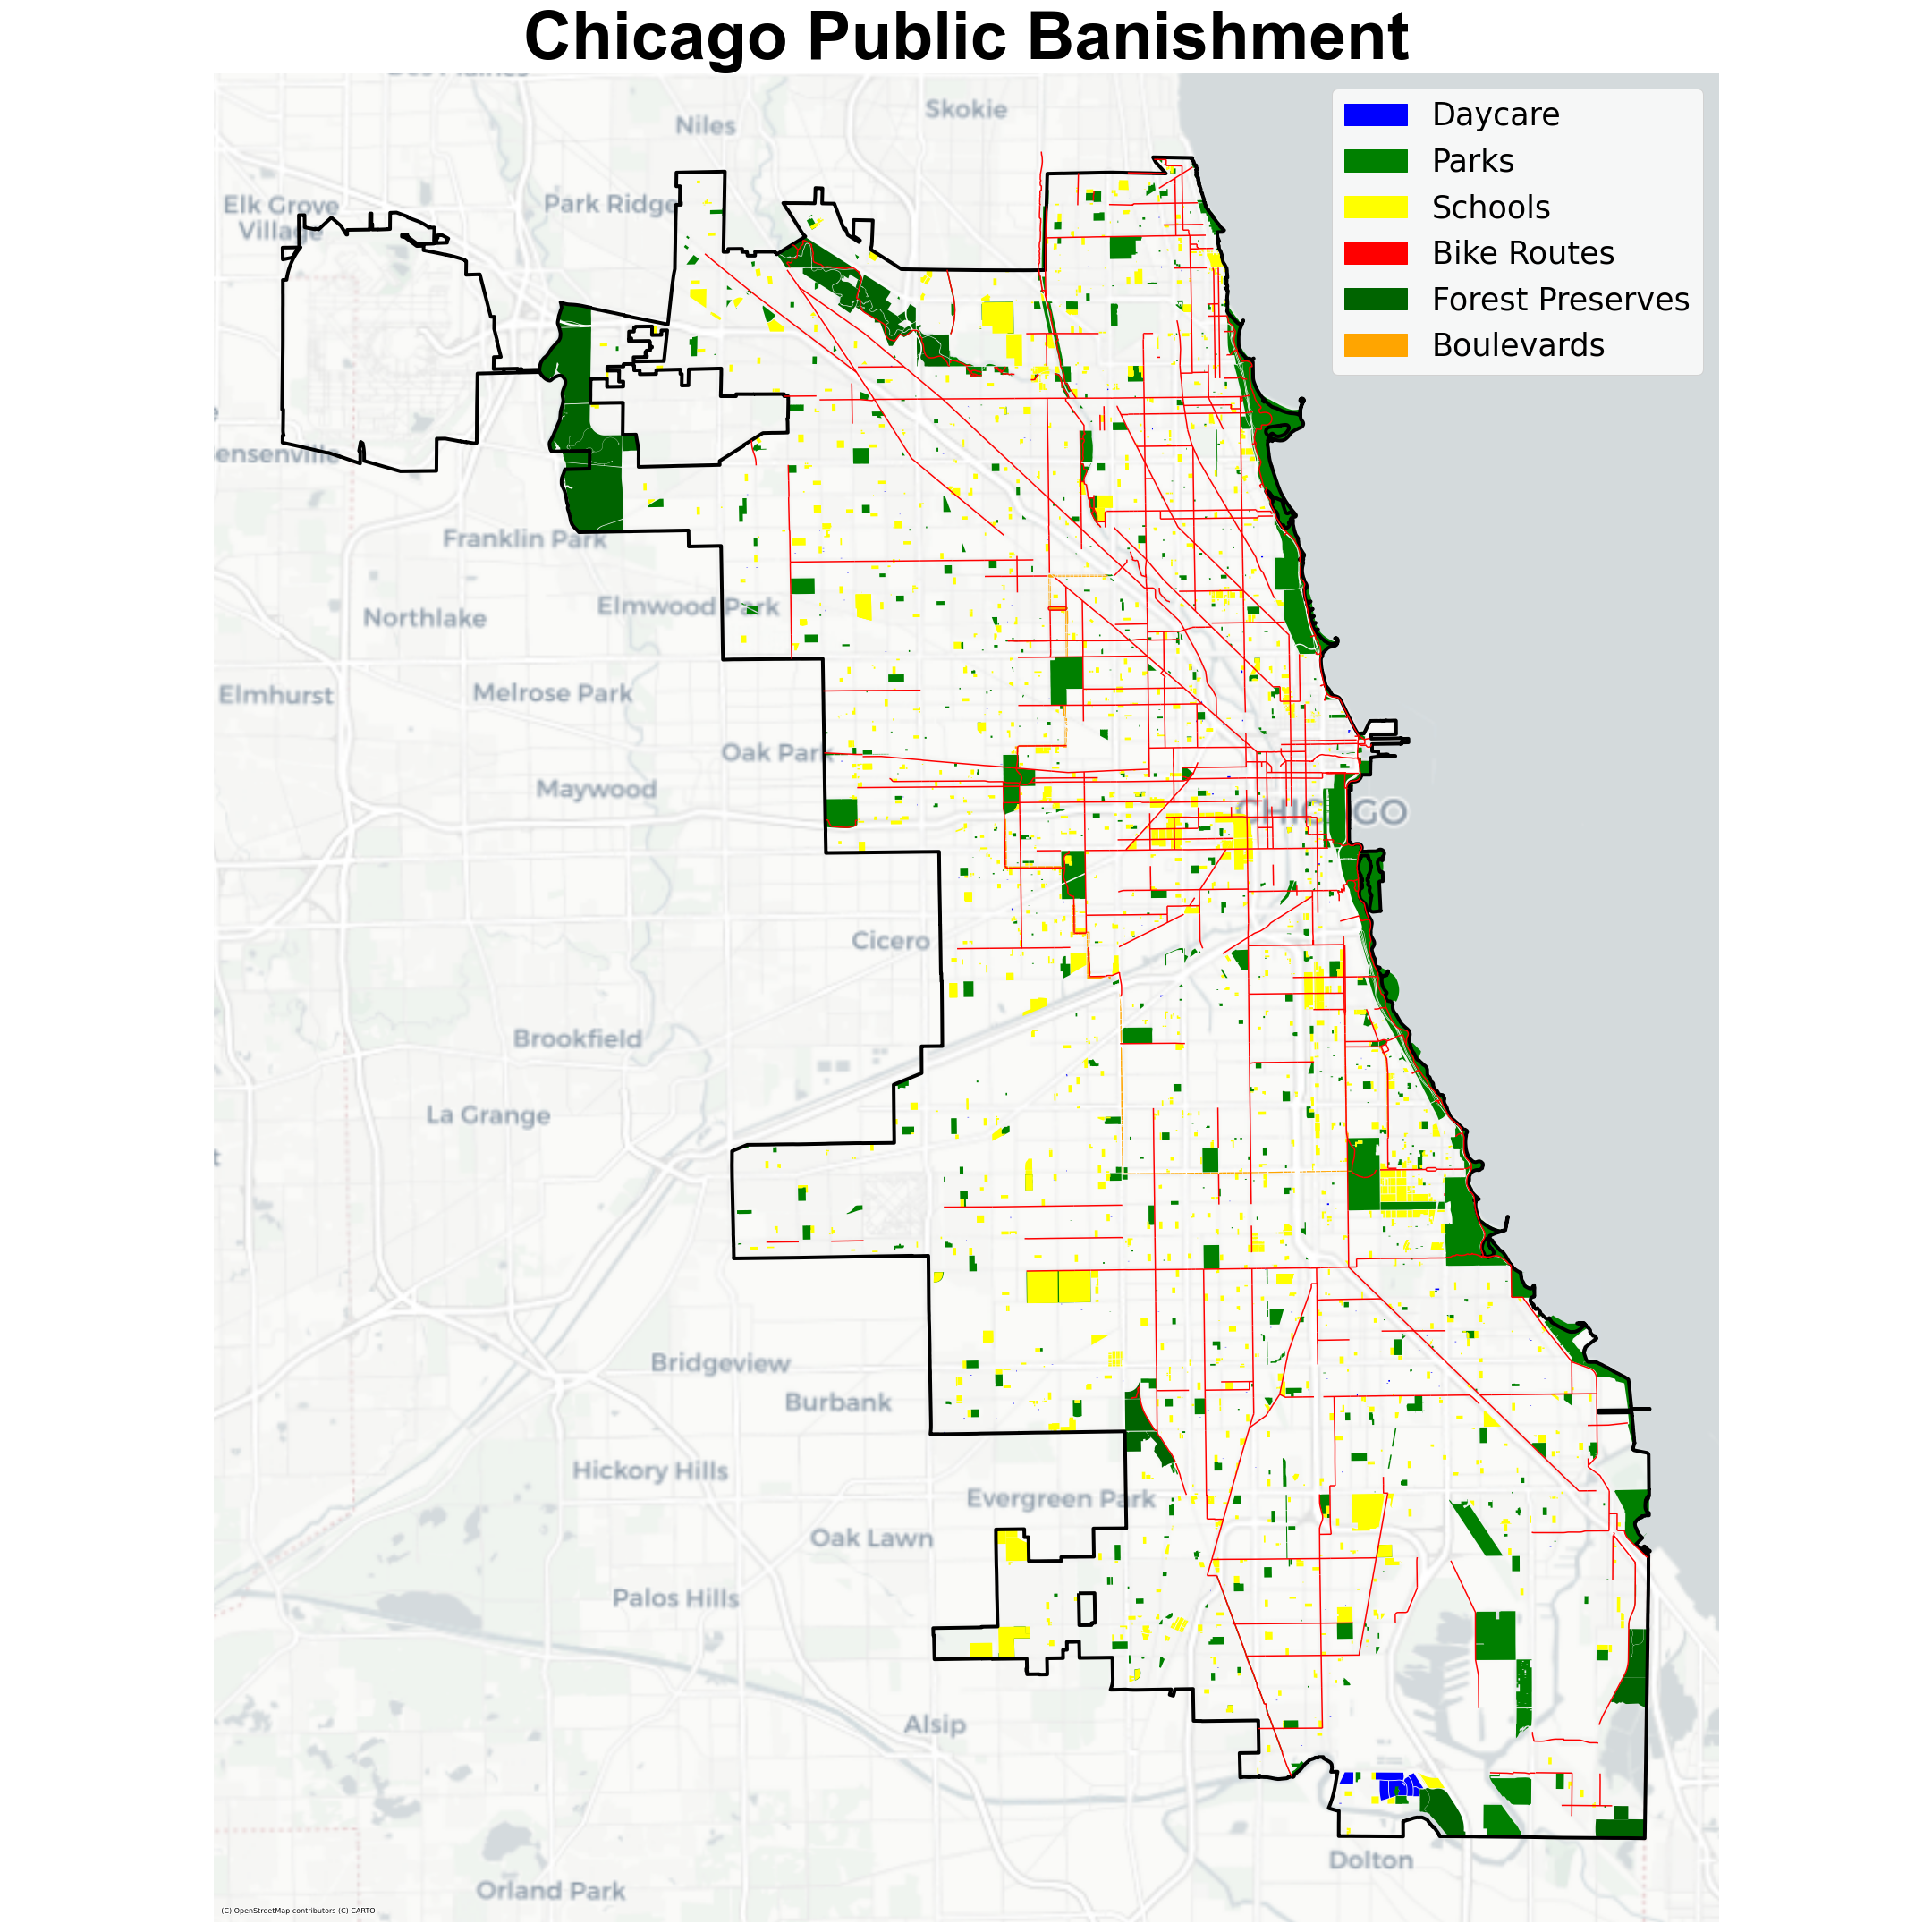 Chicago Public Banishment
Skokie
Niles
Daycare
Parks
Schools
Bike Routes
Forest Preserves
Boulevards
Elk Grove
Village
Park Ridge
ensenville
Franklin Park
Northlake
Elmwood Park
Elmhurst
Melrose Park
Oak Park
Maywood
CHICAGO
Cicero
Brookfield
La Grange
Bridgeview
Burbank
Hickory Hills
Evergreen Park
Oak Lawn
Palos Hills
Alsip
Dolton
Orland Park
(C) OpenStreetMap contributors (C) CARTO